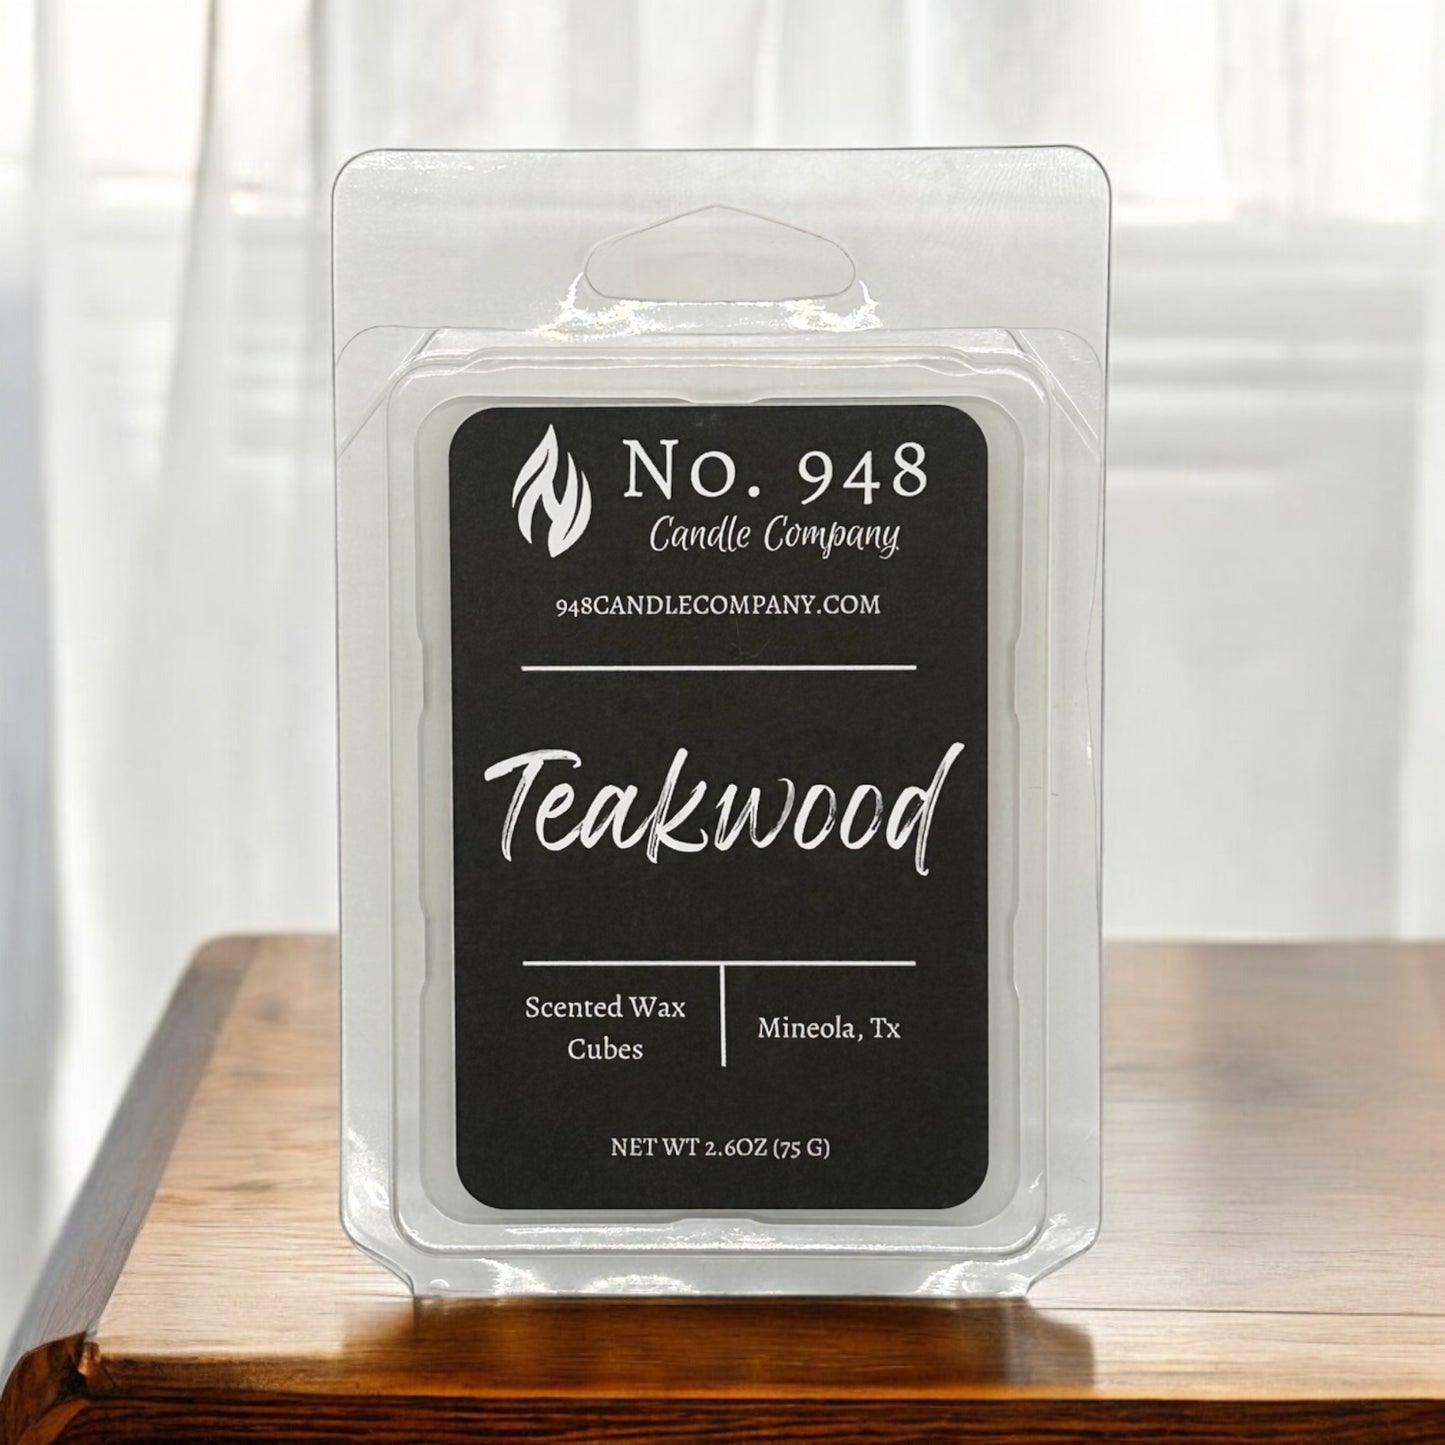 No. 948
Candle Company
948CANDLECOMPANY.COM
Teakwood
Scented Wax
Cubes
Mineola, Tx
NET WT 2.6OZ (75 G)